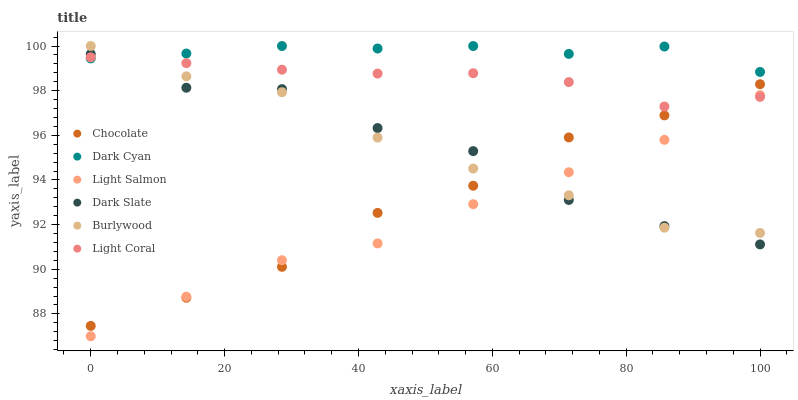 title
yaxis_label
100
98
96
94
92
90
88
Chocolate
Dark Cyan
Light Salmon
Dark Slate
Burlywood
Light Coral
0
20
40
60
80
100
xaxis_label